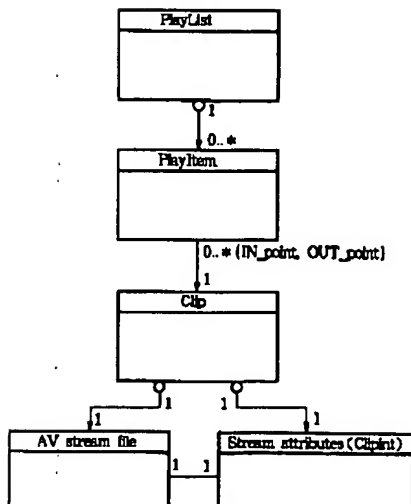 PlayList
1
0..*
PlayItem
0..* {IN_point, OUT_point}
1
Clip
1
1
1
1
AV stream file
Stream attributes (ClipInf)
1
1